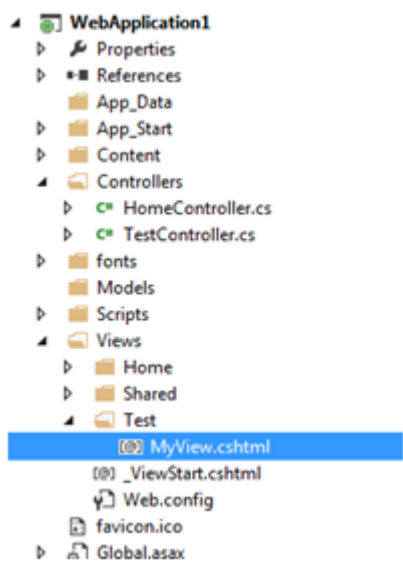 WebApplication1
Properties
References
App_Data
App_Start
Content
Controllers
C# HomeController.cs
C# TestController.cs
fonts
Models
Scripts
Views
Home
Shared
Test
[@] MyView.cshtml
[@] _ViewStart.cshtml
Web.config
favicon.ico
Global.asax